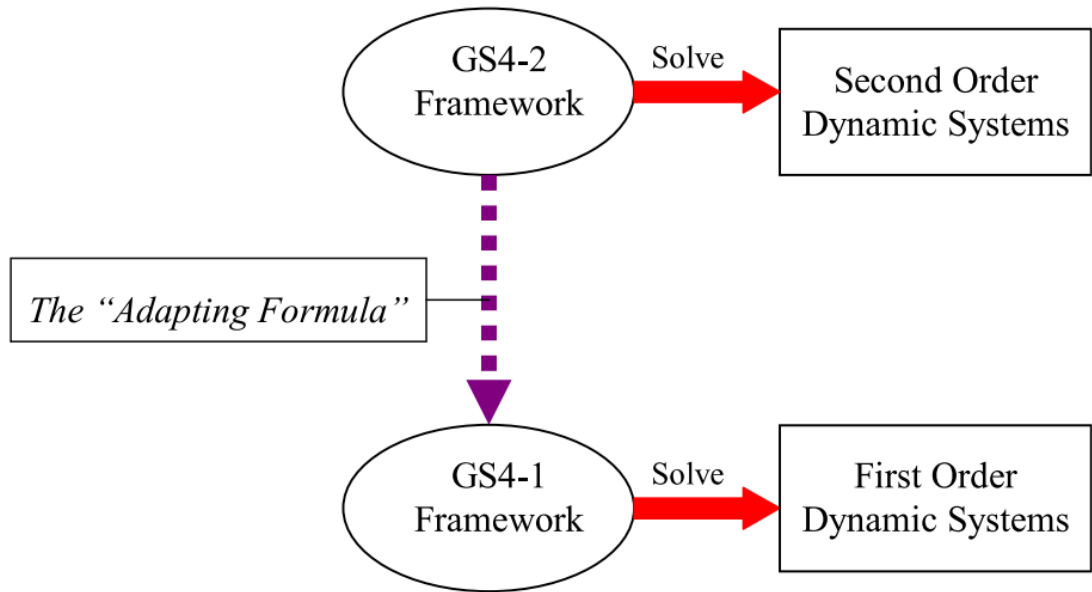 GS4-2
Framework
Solve
Second Order
Dynamic Systems
The “Adapting Formula”
GS4-1
Framework
Solve
First Order
Dynamic Systems